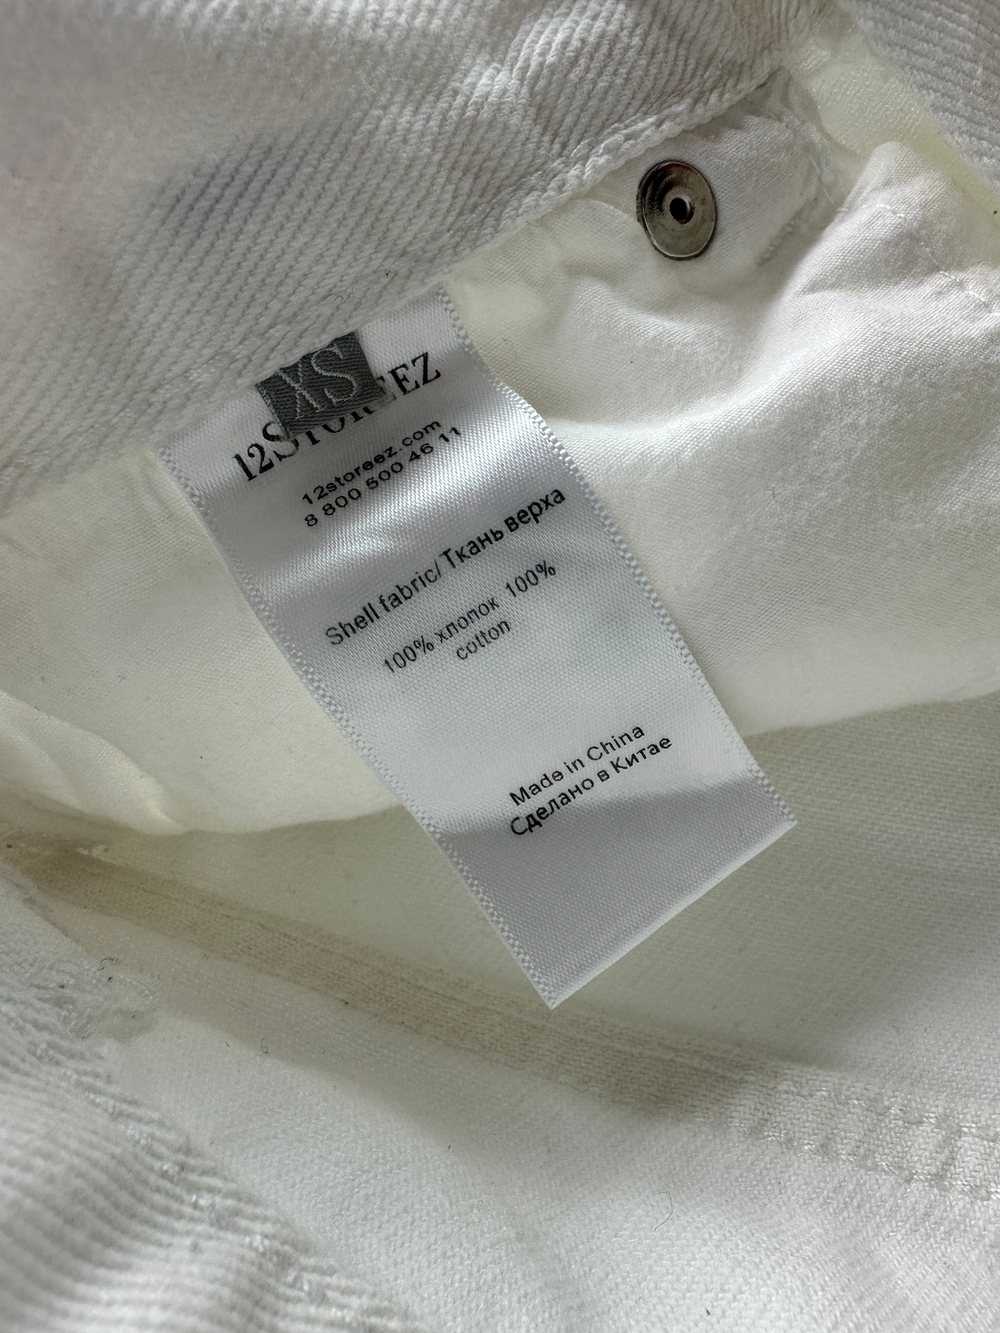 XS
12STOREEZ
12storeez.com
8 800 500 46 11
Shell fabric/ Ткань верха
100% хлопок 100%
cotton
Made in China
Сделано в Китае